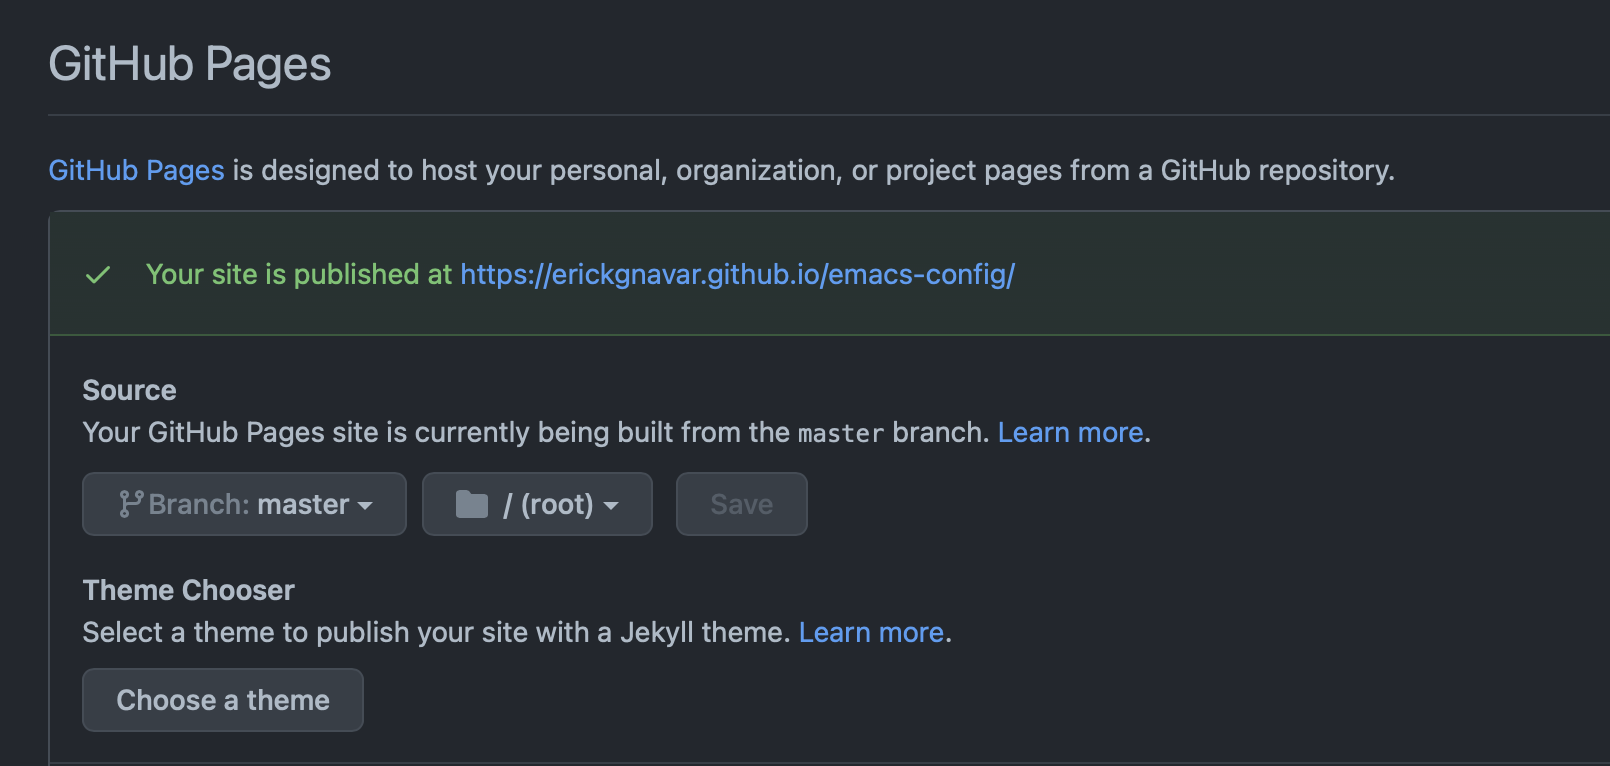 GitHub Pages
GitHub Pages is designed to host your personal, organization, or project pages from a GitHub repository.
Your site is published at https://erickgnavar.github.io/emacs-config/
Source
Your GitHub Pages site is currently being built from the master branch. Learn more.
Branch: master / (root) Save
Theme Chooser
Select a theme to publish your site with a Jekyll theme. Learn more.
Choose a theme